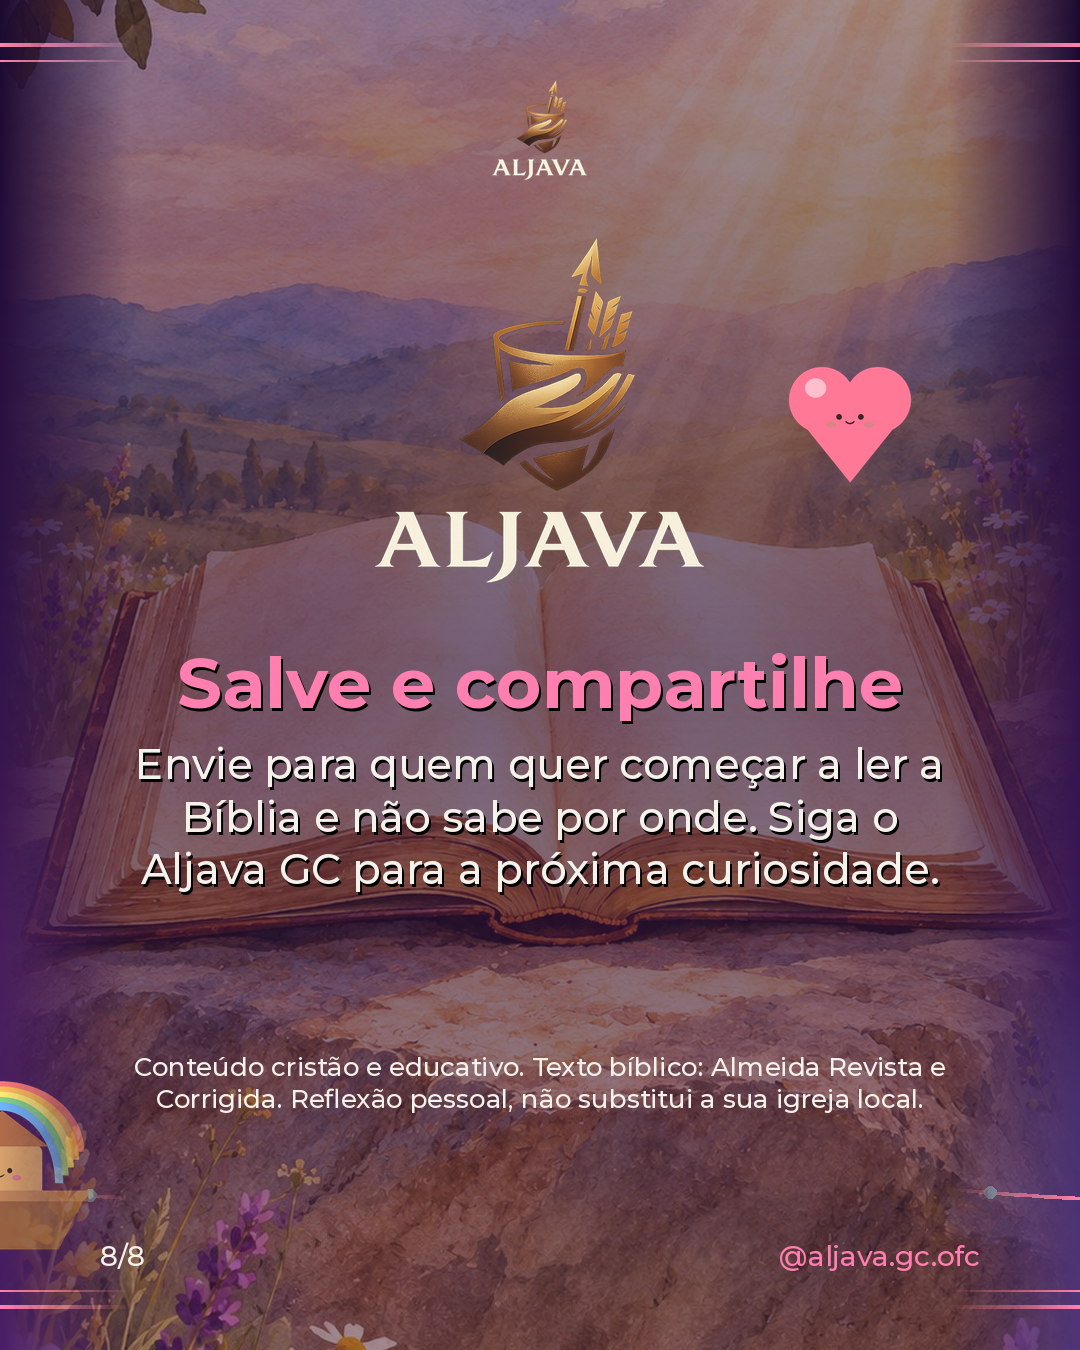 ALJAVA
ALJAVA
Salve e compartilhe
Envie para quem quer começar a ler a
Bíblia e não sabe por onde. Siga o
Aljava GC para a próxima curiosidade.
Conteúdo cristão e educativo. Texto bíblico: Almeida Revista e
Corrigida. Reflexão pessoal, não substitui a sua igreja local.
8/8
@aljava.gc.ofc